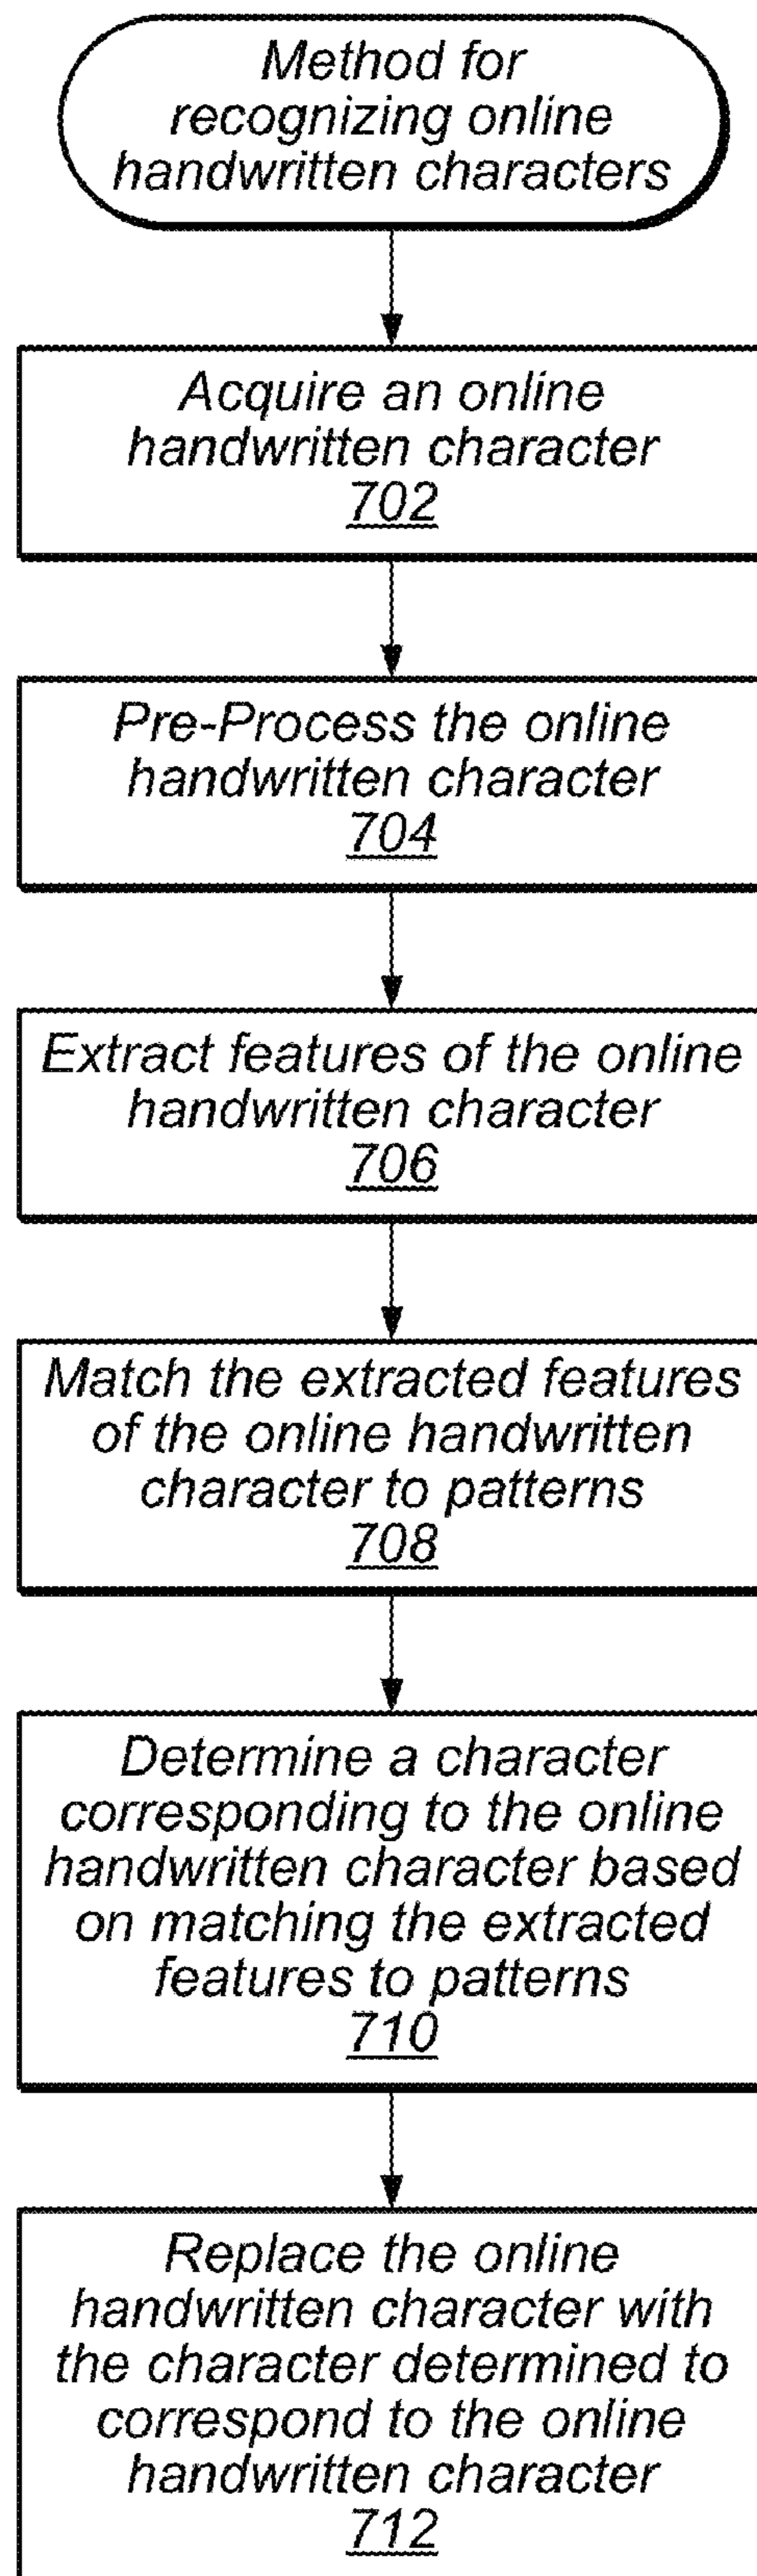 Method for
recognizing online
handwritten characters
Acquire an online
handwritten character
702
Pre-Process the online
handwritten character
704
Extract features of the online
handwritten character
706
Match the extracted features
of the online handwritten
character to patterns
708
Determine a character
corresponding to the online
handwritten character based
on matching the extracted
features to patterns
710
Replace the online
handwritten character with
the character determined to
correspond to the online
handwritten character
712